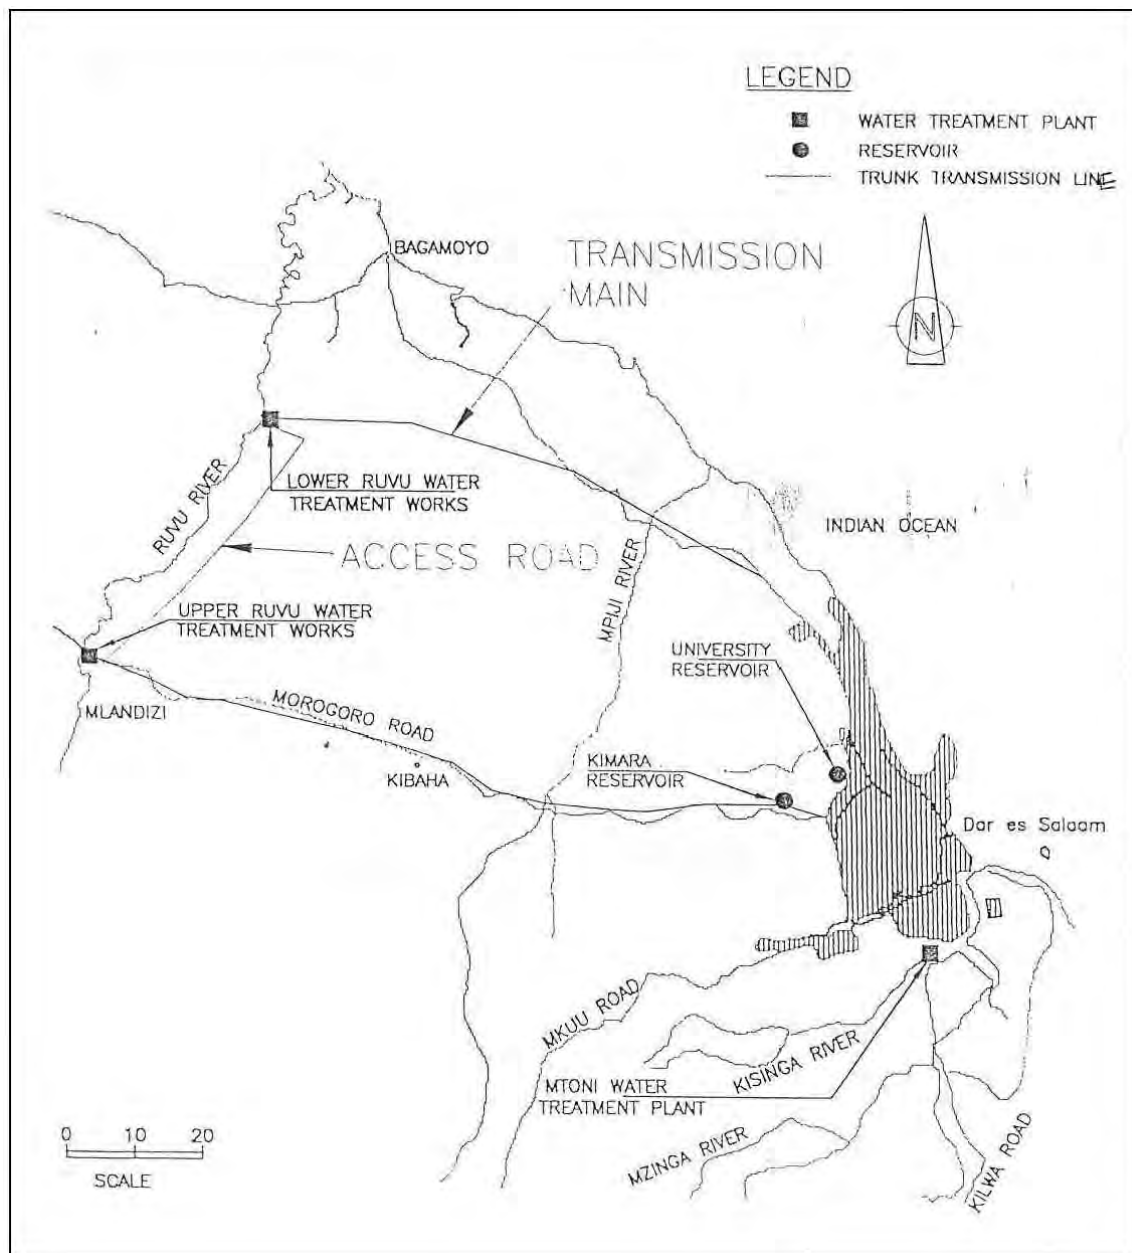 LEGEND
WATER TREATMENT PLANT
RESERVOIR
TRUNK TRANSMISSION LINE
BAGAMOYO
TRANSMISSION
MAIN
N
LOWER RUVU WATER
TREATMENT WORKS
RUVU RIVER
INDIAN OCEAN
ACCESS ROAD
MPIJI RIVER
UPPER RUVU WATER
TREATMENT WORKS
UNIVERSITY
RESERVOIR
MLANDIZI
MOROGORO ROAD
KIBAHA
KIMARA
RESERVOIR
Dar es Salaam
MKUU ROAD
KISINGA RIVER
MTONI WATER
TREATMENT PLANT
MZINGA RIVER
KILWA ROAD
0 10 20
SCALE